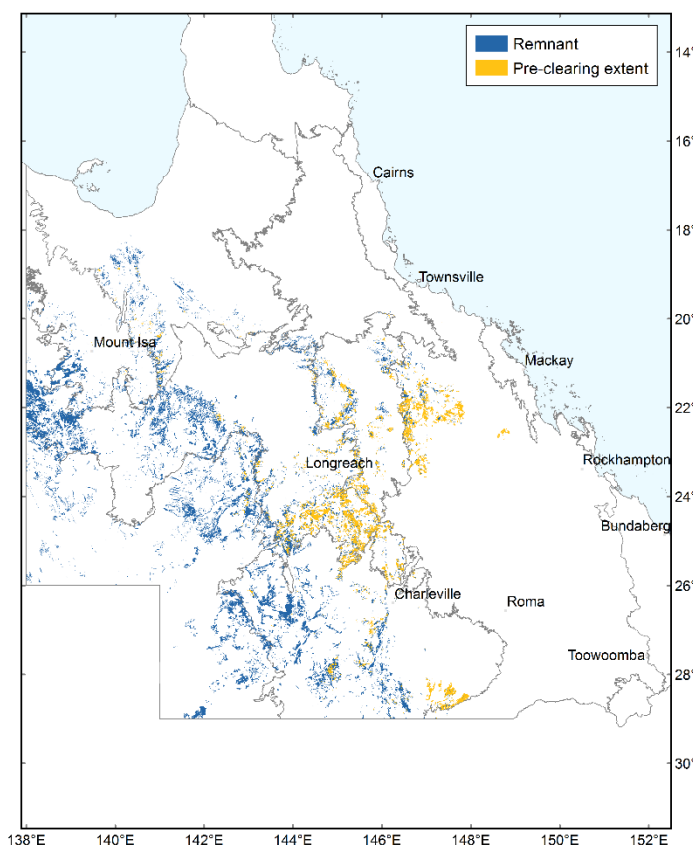 Remnant
Pre-clearing extent
14°
16°
Cairns
18°
Townsville
20°
Mount Isa
Mackay
22°
Longreach
Rockhampton
24°
Bundaberg
26°
Charleville
Roma
Toowoomba
28°
30°
138°E 140°E 142°E 144°E 146°E 148°E 150°E 152°E